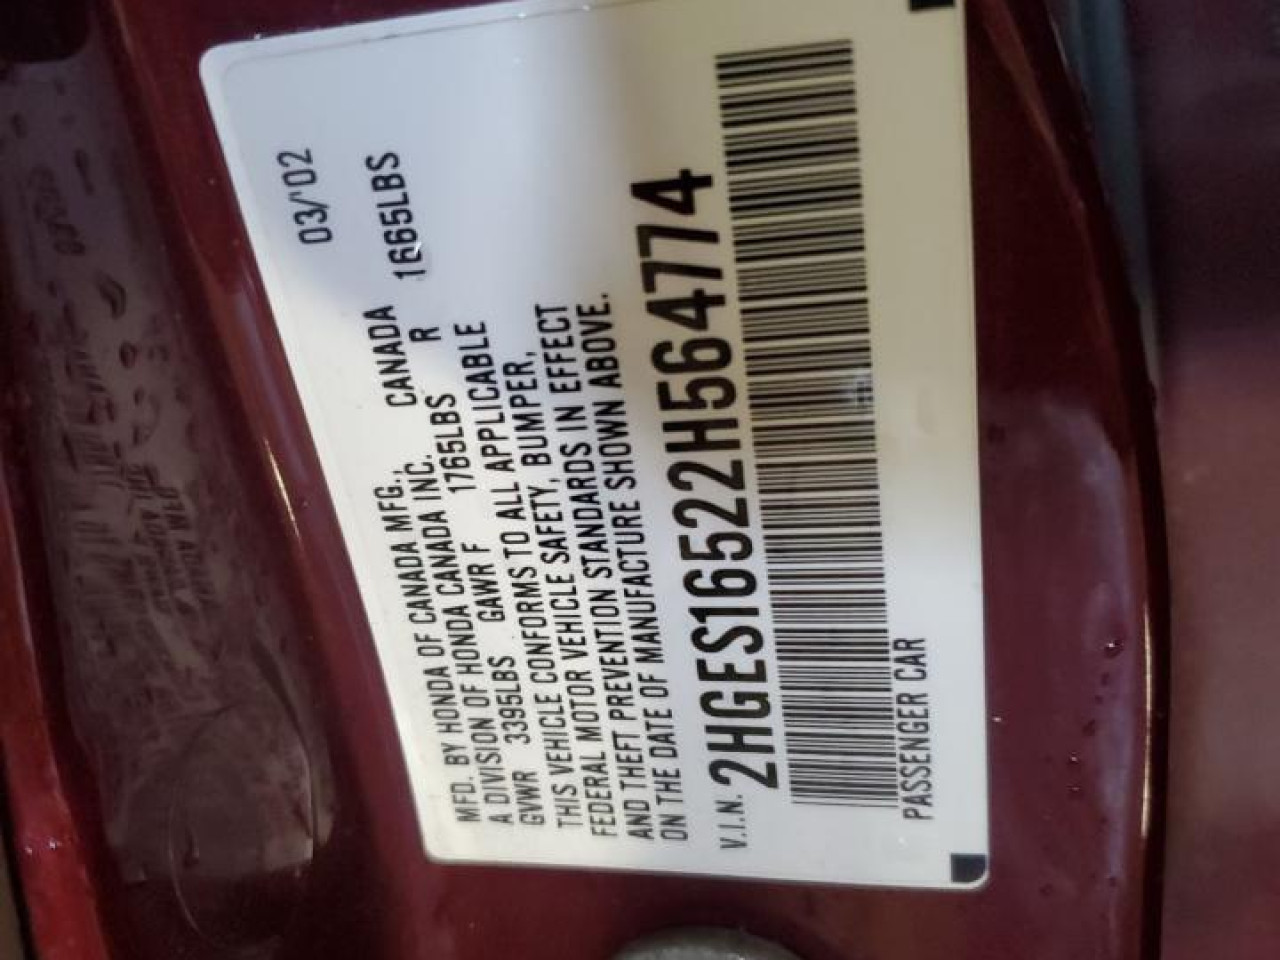 MFD. BY HONDA OF CANADA MFG., CANADA 03/'02
A DIVISION OF HONDA CANADA INC.
GVWR 3395LBS GAWR F 1765LBS R 1665LBS
THIS VEHICLE CONFORMS TO ALL APPLICABLE
FEDERAL MOTOR VEHICLE SAFETY, BUMPER,
AND THEFT PREVENTION STANDARDS IN EFFECT
ON THE DATE OF MANUFACTURE SHOWN ABOVE.
V.I.N. 2HGES16522H564774
PASSENGER CAR